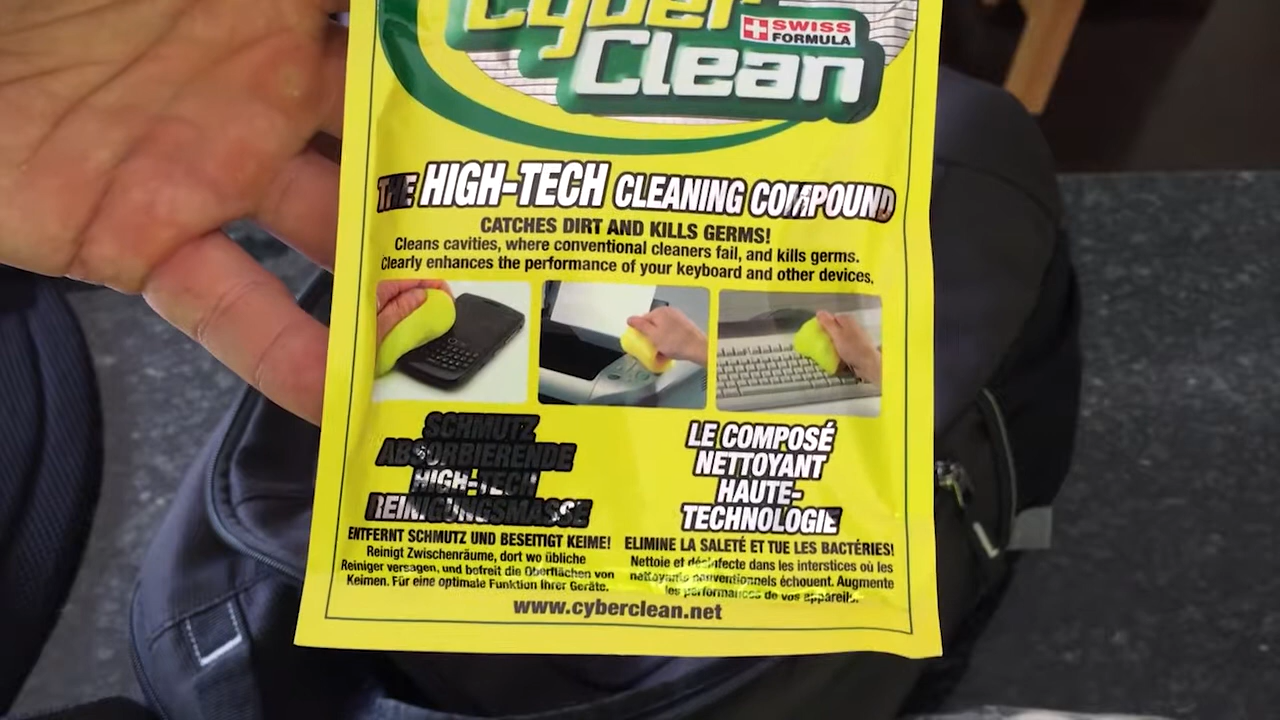 Cyber
SWISS
FORMULA
Clean
THE HIGH-TECH CLEANING COMPOUND
CATCHES DIRT AND KILLS GERMS!
Cleans cavities, where conventional cleaners fail, and kills germs.
Clearly enhances the performance of your keyboard and other devices.
SCHMUTZ
ABSORBIERENDE
HIGH-TECH
REINIGUNGSMASSE
ENTFERNT SCHMUTZ UND BESEITIGT KEIME!
Reinigt Zwischenräume, dort wo übliche
Reiniger versagen, und befreit die Oberflächen von
Keimen. Für eine optimale Funktion Ihrer Geräte.
LE COMPOSÉ
NETTOYANT
HAUTE-
TECHNOLOGIE
ELIMINE LA SALETÉ ET TUE LES BACTÉRIES!
Nettoie et désinfecte dans les interstices où les
nettoyants conventionnels échouent. Augmente
les performances de vos appareils.
www.cyberclean.net